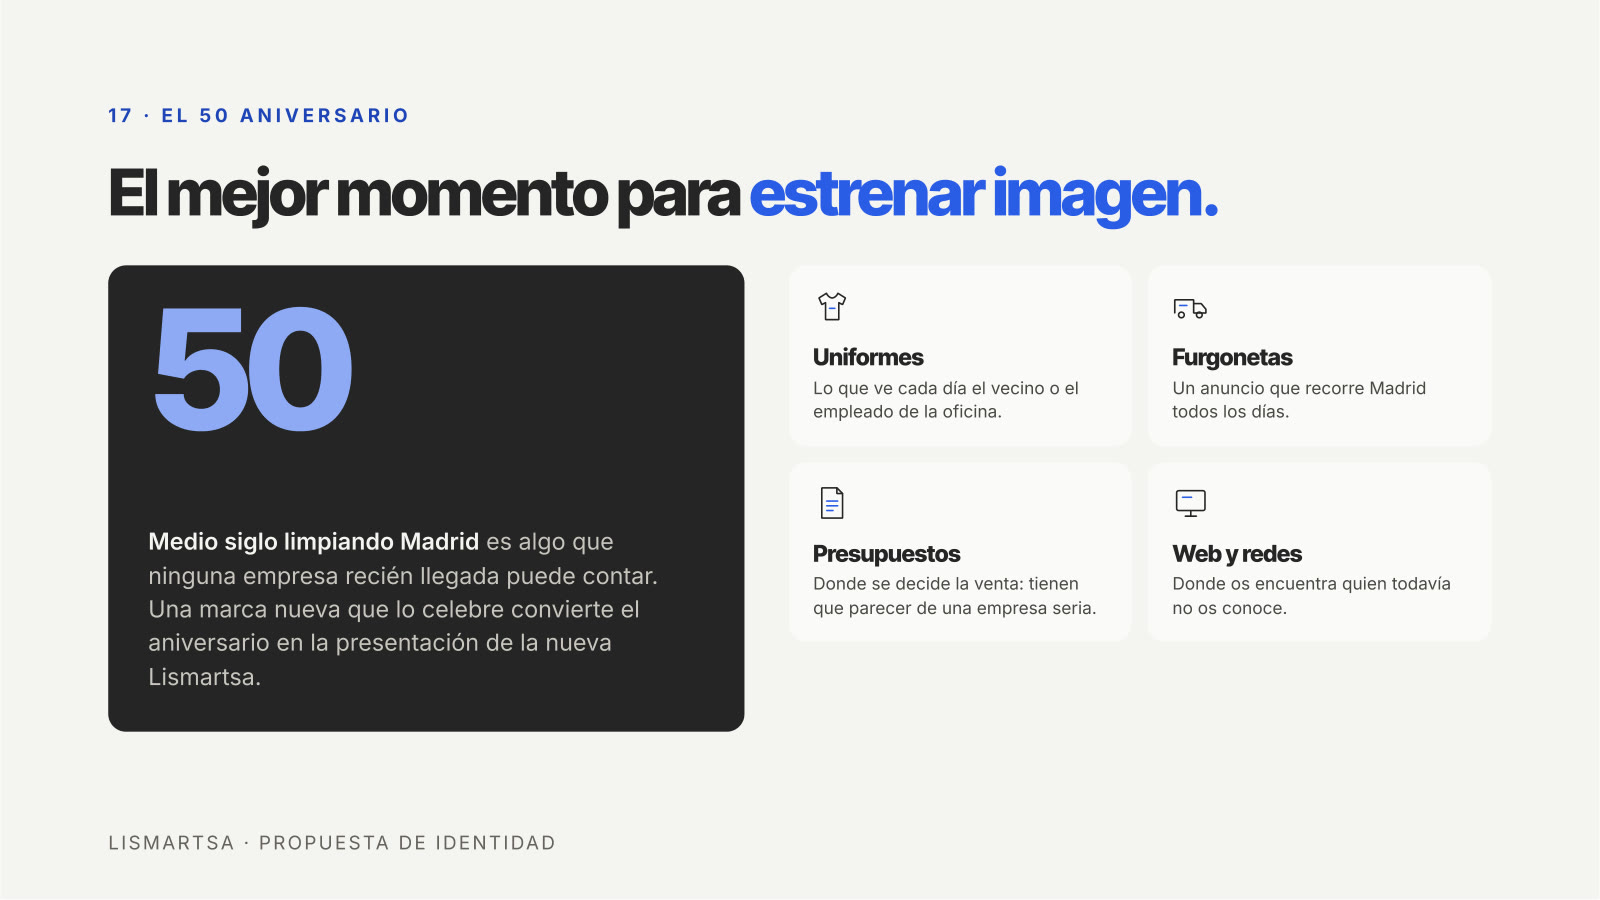 17 · EL 50 ANIVERSARIO
El mejor momento para estrenar imagen.
50
Medio siglo limpiando Madrid es algo que
ninguna empresa recién llegada puede contar.
Una marca nueva que lo celebre convierte el
aniversario en la presentación de la nueva
Lismartsa.
Uniformes
Lo que ve cada día el vecino o el
empleado de la oficina.
Furgonetas
Un anuncio que recorre Madrid
todos los días.
Presupuestos
Donde se decide la venta: tienen
que parecer de una empresa seria.
Web y redes
Donde os encuentra quien todavía
no os conoce.
LISMARTSA · PROPUESTA DE IDENTIDAD